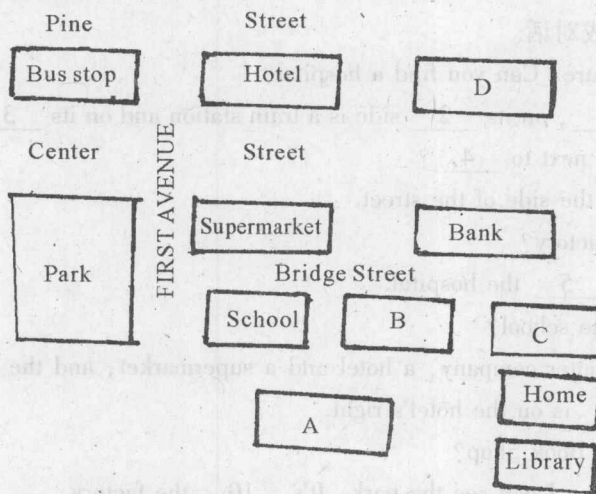 Pine Street
Bus stop Hotel D
Center Street
FIRST AVENUE
Supermarket Bank
Park
Bridge Street
School B C
Home
A
Library